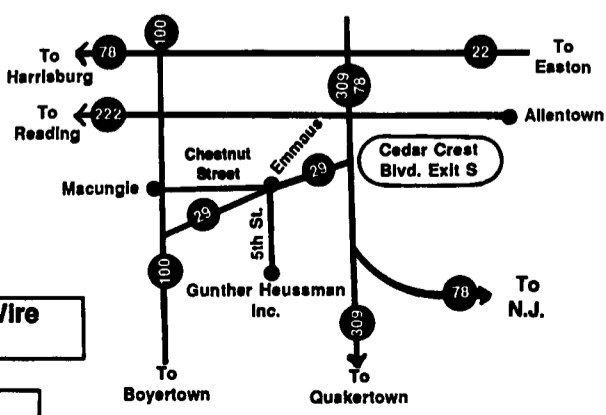 100
To
Harrisburg
78
22
To
Easton
309
78
To
Reading
222
Allentown
Chestnut
Street
Emmaus
Cedar Crest
Blvd. Exit S
Macungie
29
29
5th St.
100
Gunther Heussman
Inc.
78
To
N.J.
309
To
Boyertown
To
Quakertown